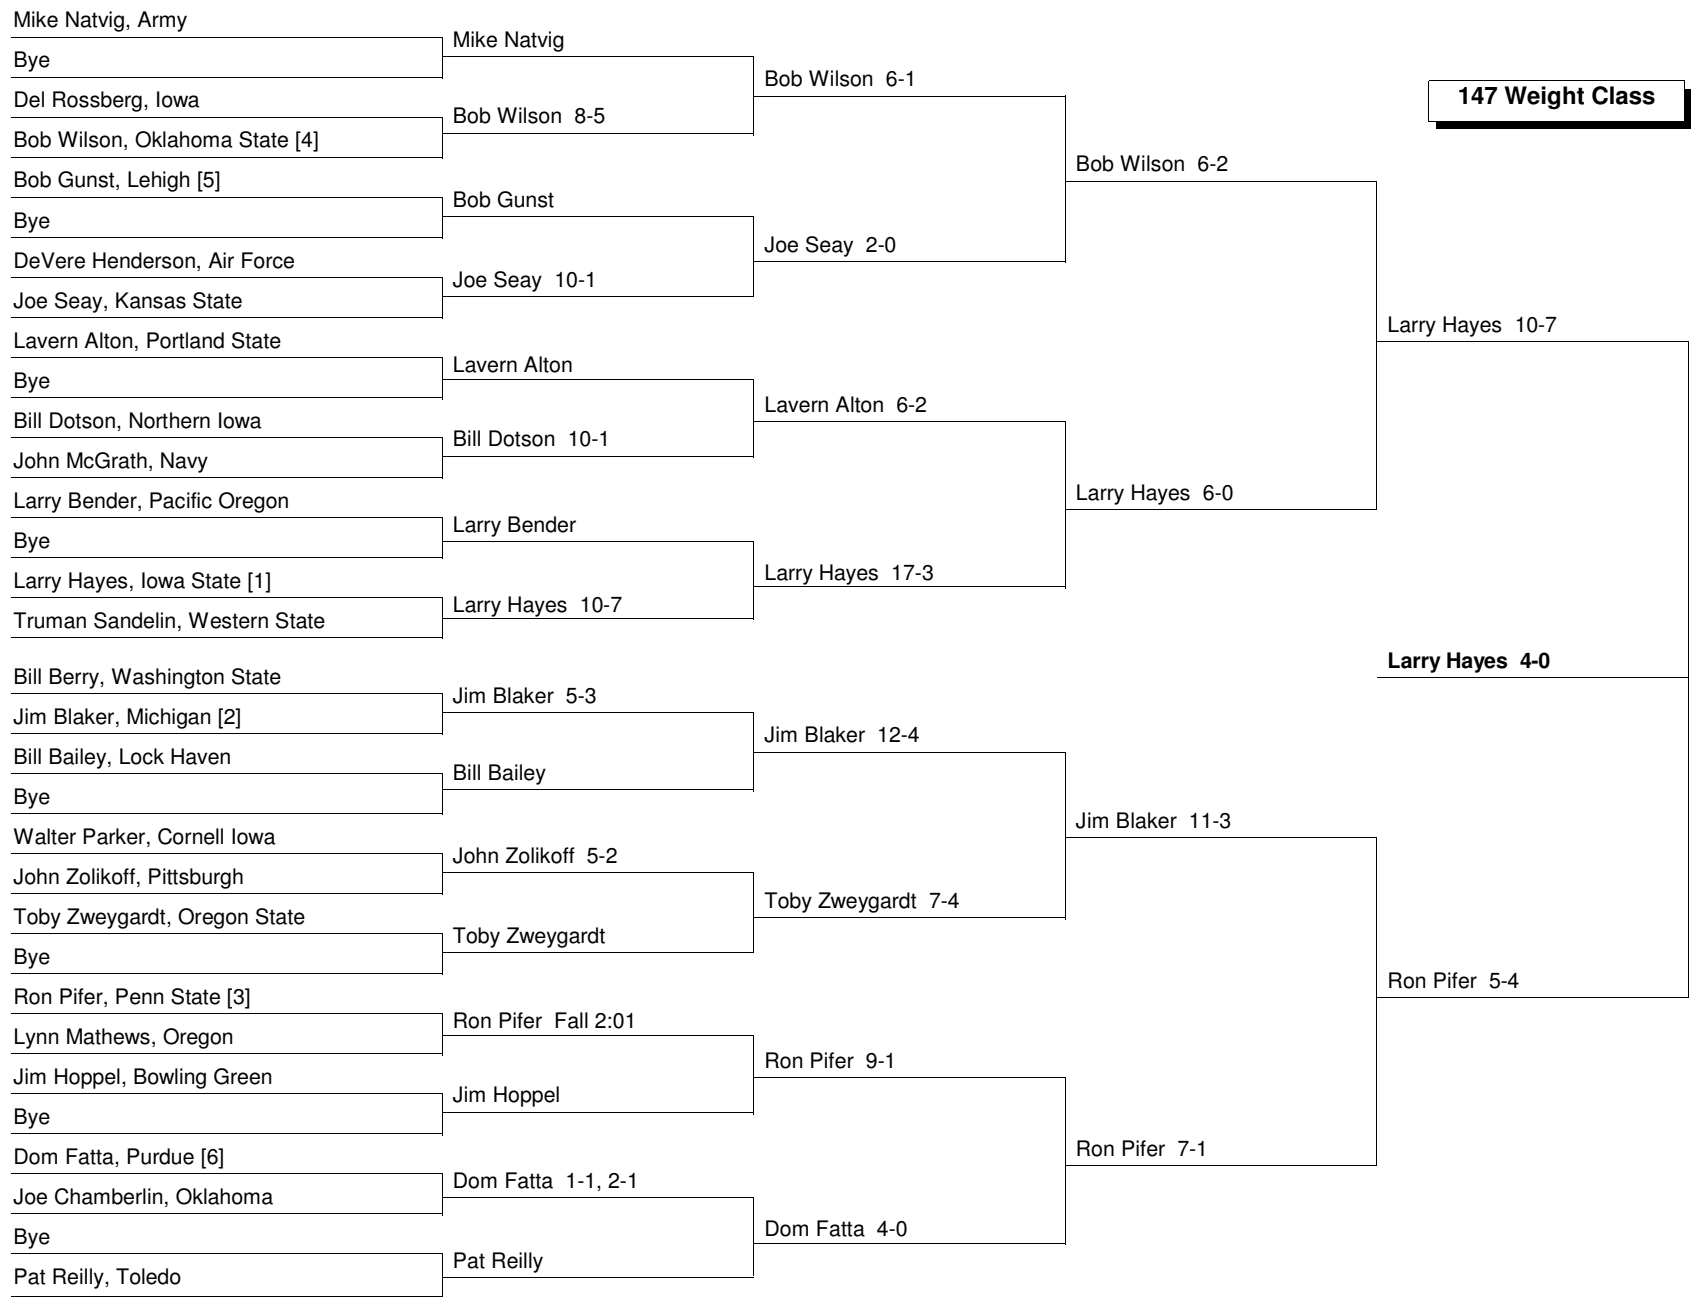 147 Weight Class
Mike Natvig, Army
Bye
Del Rossberg, Iowa
Bob Wilson, Oklahoma State [4]
Bob Gunst, Lehigh [5]
Bye
DeVere Henderson, Air Force
Joe Seay, Kansas State
Lavern Alton, Portland State
Bye
Bill Dotson, Northern Iowa
John McGrath, Navy
Larry Bender, Pacific Oregon
Bye
Larry Hayes, Iowa State [1]
Truman Sandelin, Western State
Bill Berry, Washington State
Jim Blaker, Michigan [2]
Bill Bailey, Lock Haven
Bye
Walter Parker, Cornell Iowa
John Zolikoff, Pittsburgh
Toby Zweygardt, Oregon State
Bye
Ron Pifer, Penn State [3]
Lynn Mathews, Oregon
Jim Hoppel, Bowling Green
Bye
Dom Fatta, Purdue [6]
Joe Chamberlin, Oklahoma
Bye
Pat Reilly, Toledo
Mike Natvig
Bob Wilson 8-5
Bob Gunst
Joe Seay 10-1
Lavern Alton
Bill Dotson 10-1
Larry Bender
Larry Hayes 10-7
Jim Blaker 5-3
Bill Bailey
John Zolikoff 5-2
Toby Zweygardt
Ron Pifer Fall 2:01
Jim Hoppel
Dom Fatta 1-1, 2-1
Pat Reilly
Bob Wilson 6-1
Joe Seay 2-0
Lavern Alton 6-2
Larry Hayes 17-3
Jim Blaker 12-4
Toby Zweygardt 7-4
Ron Pifer 9-1
Dom Fatta 4-0
Bob Wilson 6-2
Larry Hayes 6-0
Jim Blaker 11-3
Ron Pifer 7-1
Larry Hayes 10-7
Ron Pifer 5-4
Larry Hayes 4-0